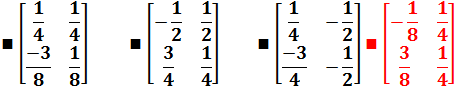 ▪ [1/4 1/4; -3/8 1/8] ▪ [-1/2 1/2; 3/4 1/4] ▪ [1/4 -1/2; -3/4 -1/2] ▪ [-1/8 1/4; 3/8 1/4]